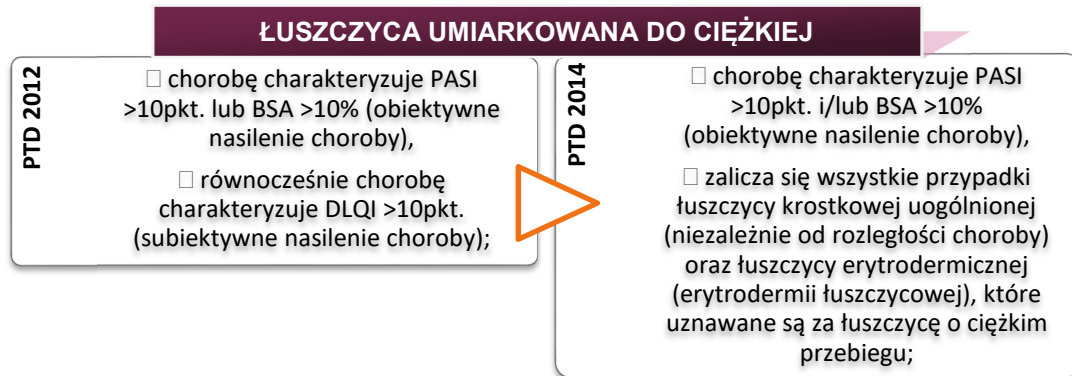 ŁUSZCZYCA UMIARKOWANA DO CIĘŻKIEJ
PTD 2012
□ chorobę charakteryzuje PASI
>10pkt. lub BSA >10% (obiektywne
nasilenie choroby),
□ równocześnie chorobę
charakteryzuje DLQI >10pkt.
(subiektywne nasilenie choroby);
PTD 2014
□ chorobę charakteryzuje PASI
>10pkt. i/lub BSA >10%
(obiektywne nasilenie choroby),
□ zalicza się wszystkie przypadki
łuszczycy krostkowej uogólnionej
(niezależnie od rozległości choroby)
oraz łuszczycy erytrodermicznej
(erytrodermii łuszczycowej), które
uznawane są za łuszczycę o ciężkim
przebiegu;